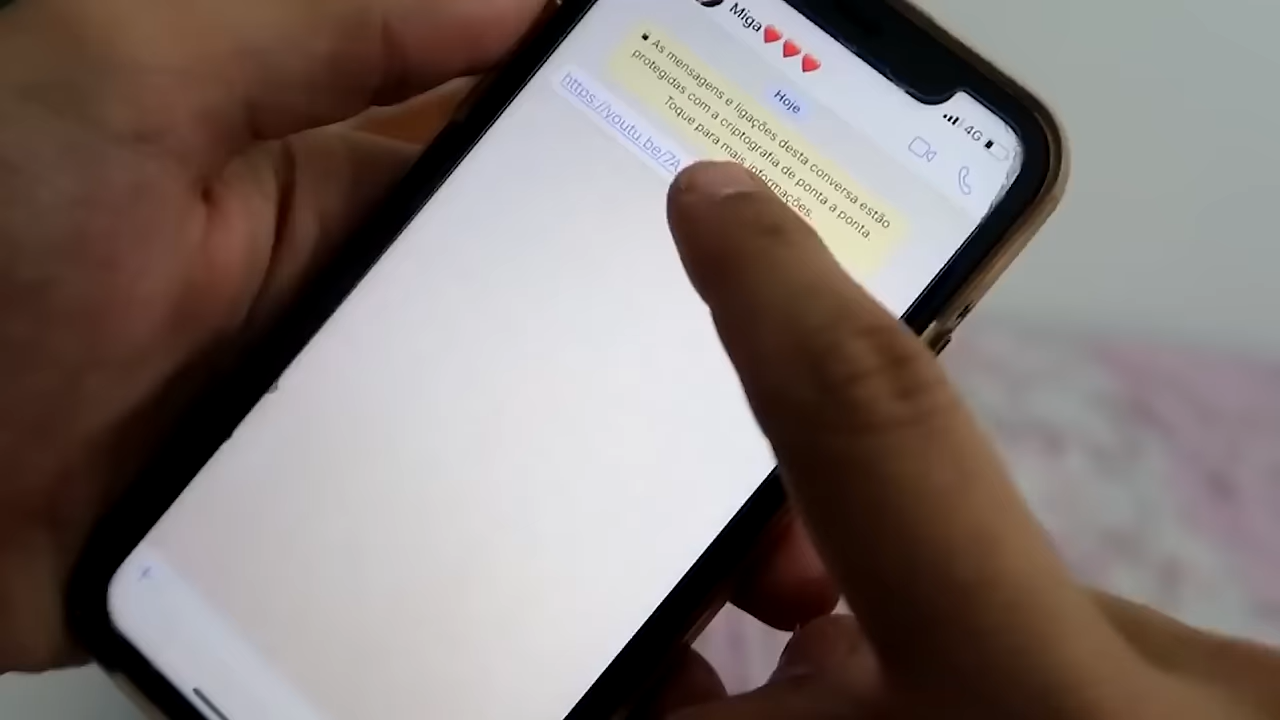 Miga❤️❤️❤️
4G
Hoje
As mensagens e ligações desta conversa estão
protegidas com a criptografia de ponta a ponta.
Toque para mais informações.
https://youtu.be/7A